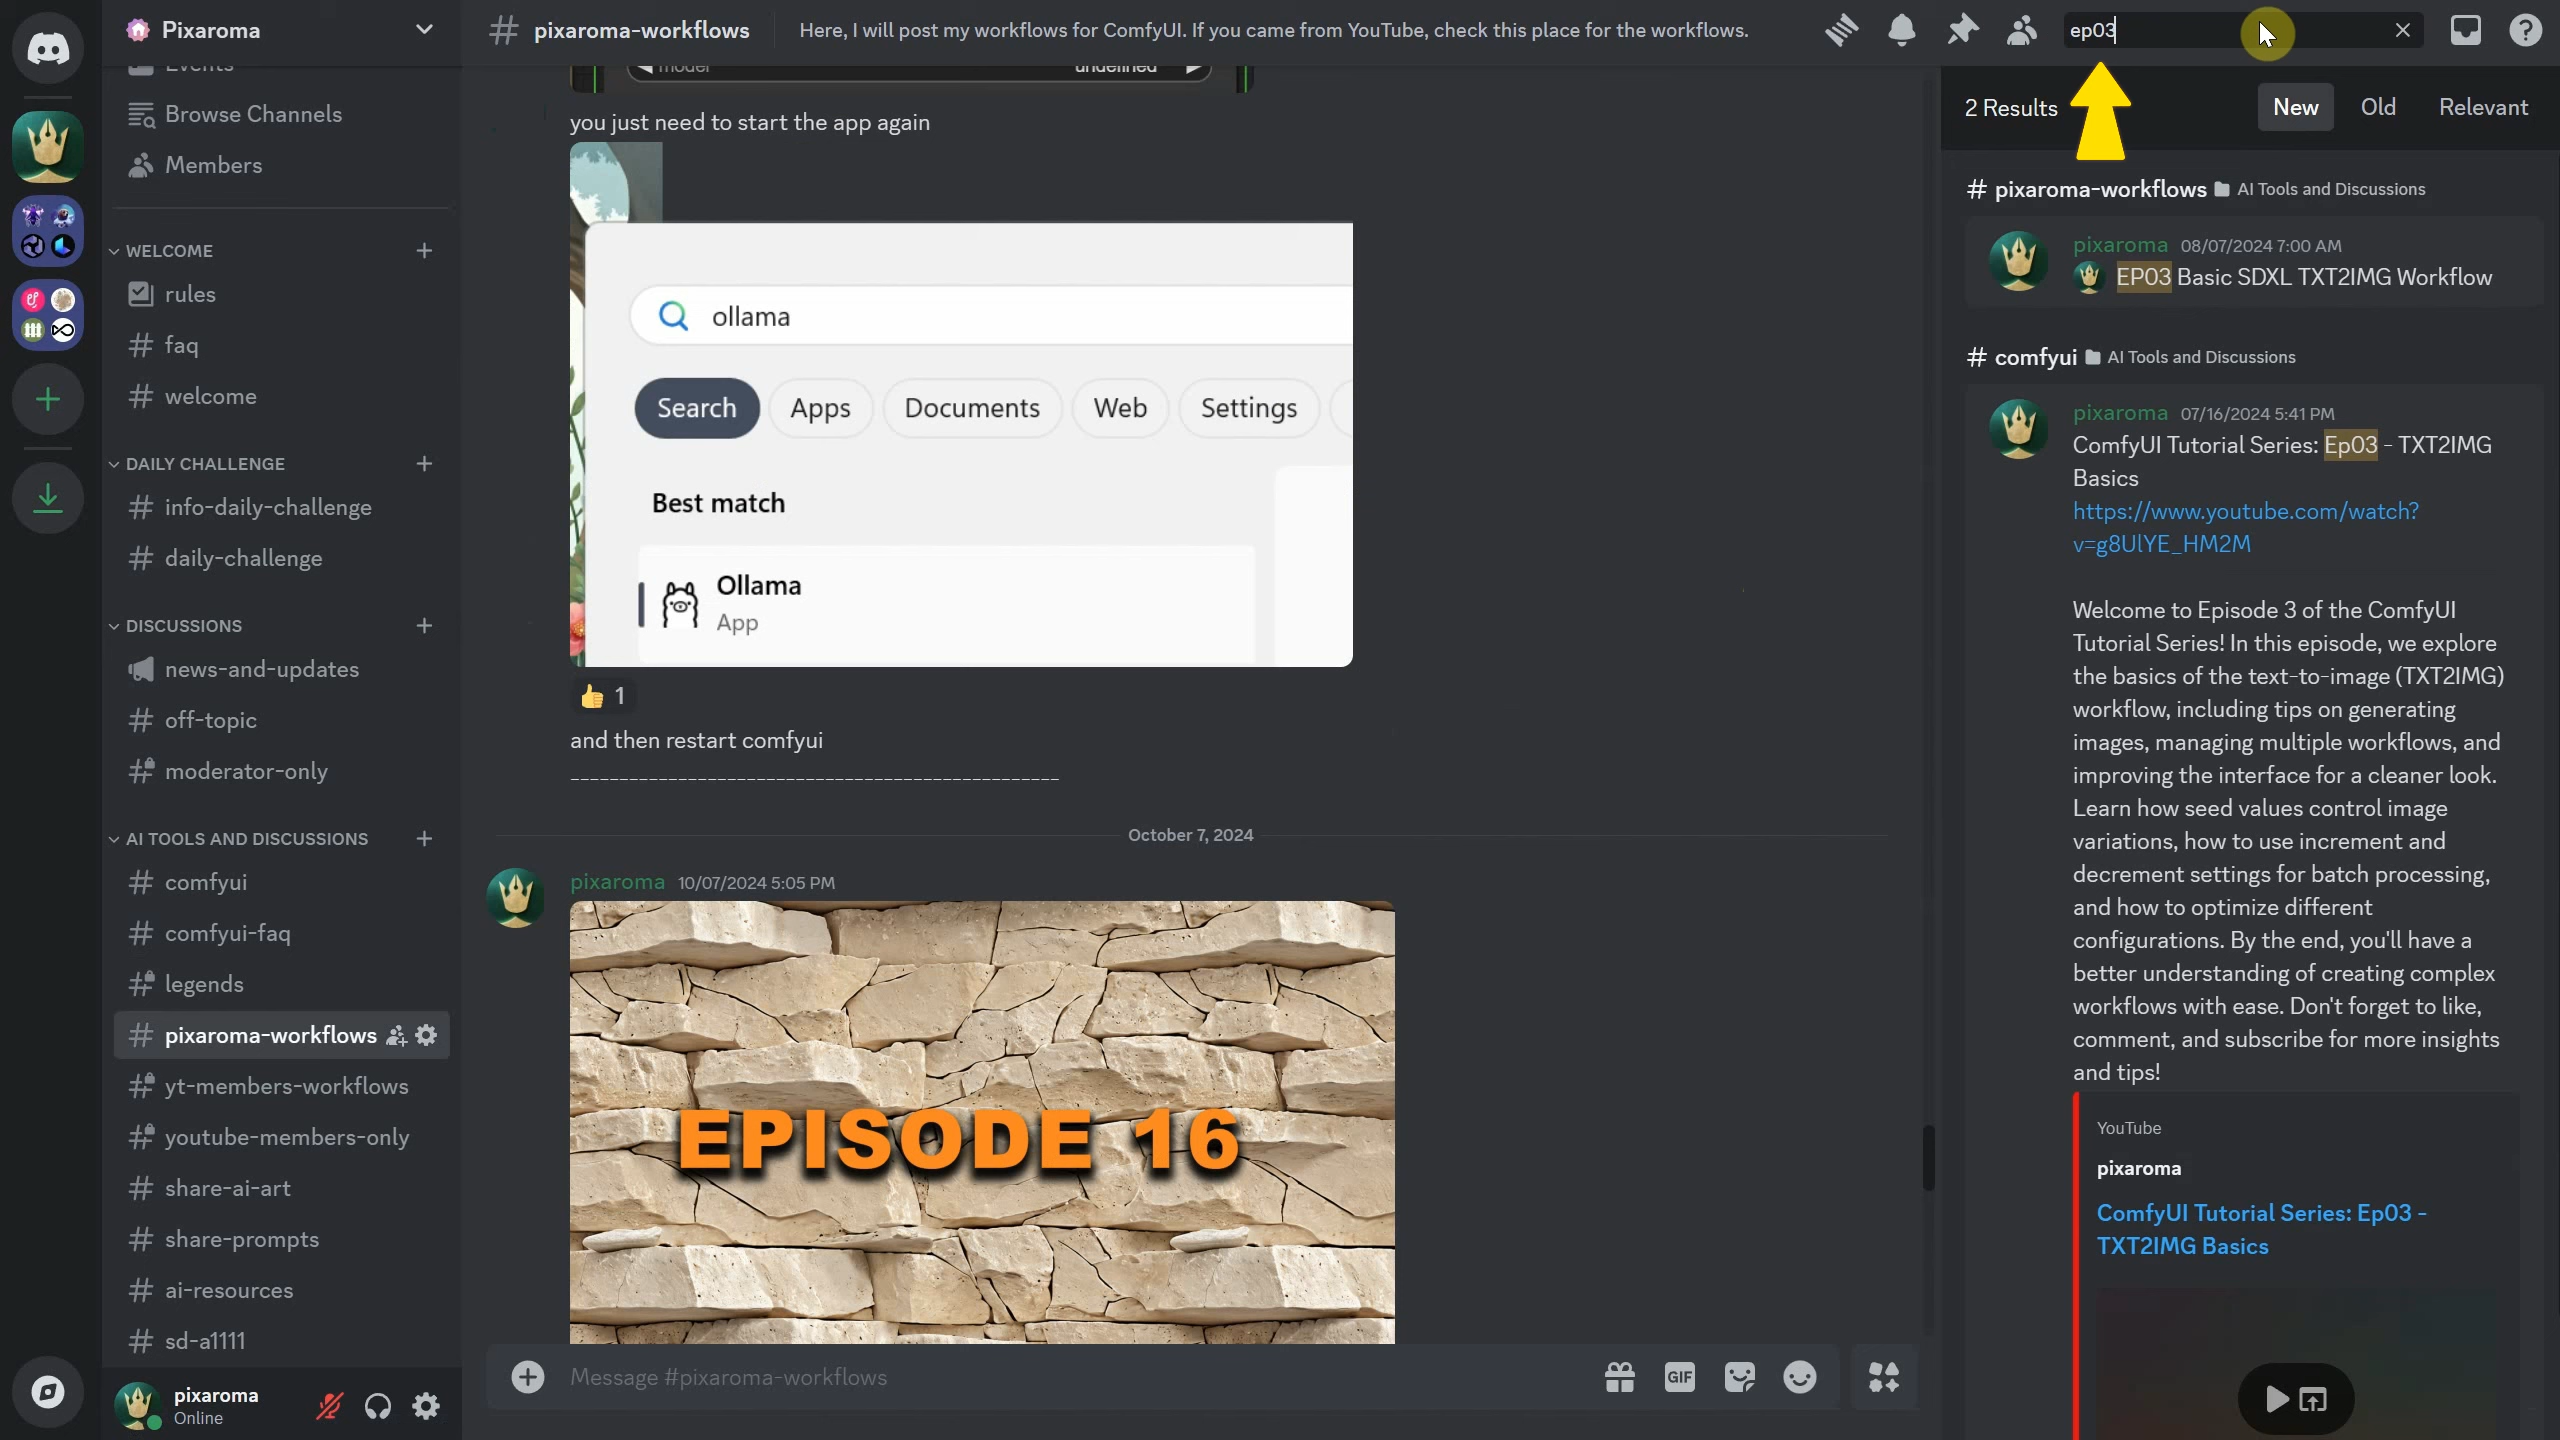 Pixaroma
Events
Browse Channels
Members
WELCOME
rules
faq
welcome
DAILY CHALLENGE
info-daily-challenge
daily-challenge
DISCUSSIONS
news-and-updates
off-topic
moderator-only
AI TOOLS AND DISCUSSIONS
comfyui
comfyui-faq
legends
pixaroma-workflows
yt-members-workflows
youtube-members-only
share-ai-art
share-prompts
ai-resources
sd-a1111
pixaroma
Online
pixaroma-workflows
Here, I will post my workflows for ComfyUI. If you came from YouTube, check this place for the workflows.
model undefined
you just need to start the app again
ollama
Search Apps Documents Web Settings
Best match
Ollama
App
1
and then restart comfyui
--------------------------------------------------
October 7, 2024
pixaroma 10/07/2024 5:05 PM
EPISODE 16
Message #pixaroma-workflows
GIF
ep03
2 Results New Old Relevant
# pixaroma-workflows AI Tools and Discussions
pixaroma 08/07/2024 7:00 AM
EP03 Basic SDXL TXT2IMG Workflow
# comfyui AI Tools and Discussions
pixaroma 07/16/2024 5:41 PM
ComfyUI Tutorial Series: Ep03 - TXT2IMG
Basics
https://www.youtube.com/watch?
v=g8UlYE_HM2M
Welcome to Episode 3 of the ComfyUI
Tutorial Series! In this episode, we explore
the basics of the text-to-image (TXT2IMG)
workflow, including tips on generating
images, managing multiple workflows, and
improving the interface for a cleaner look.
Learn how seed values control image
variations, how to use increment and
decrement settings for batch processing,
and how to optimize different
configurations. By the end, you'll have a
better understanding of creating complex
workflows with ease. Don't forget to like,
comment, and subscribe for more insights
and tips!
YouTube
pixaroma
ComfyUI Tutorial Series: Ep03 -
TXT2IMG Basics